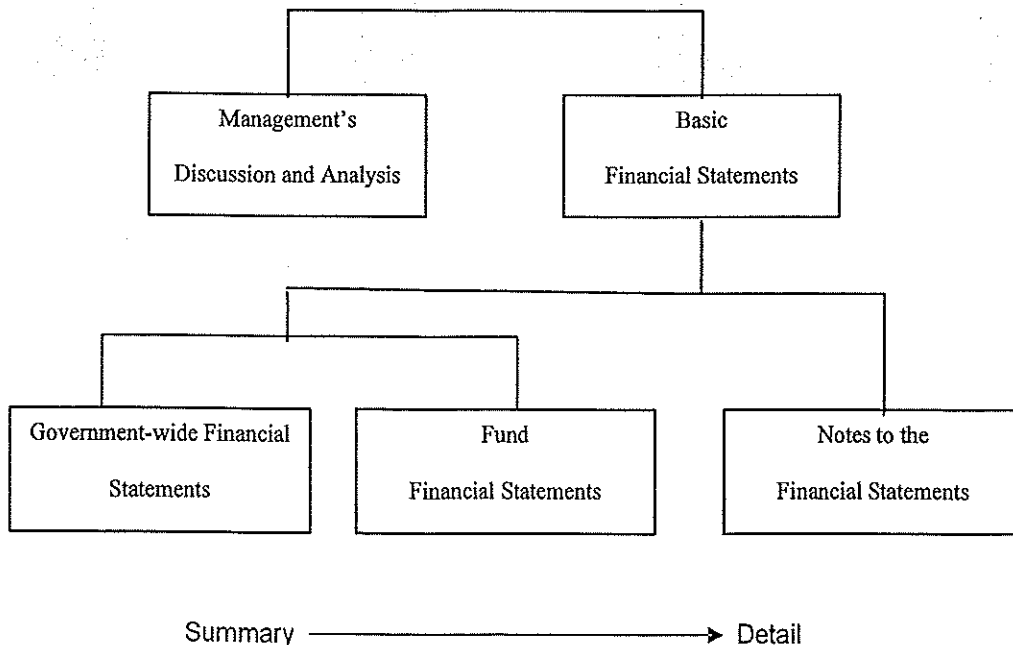 Management's
Discussion and Analysis
Basic
Financial Statements
Government-wide Financial
Statements
Fund
Financial Statements
Notes to the
Financial Statements
Summary
Detail